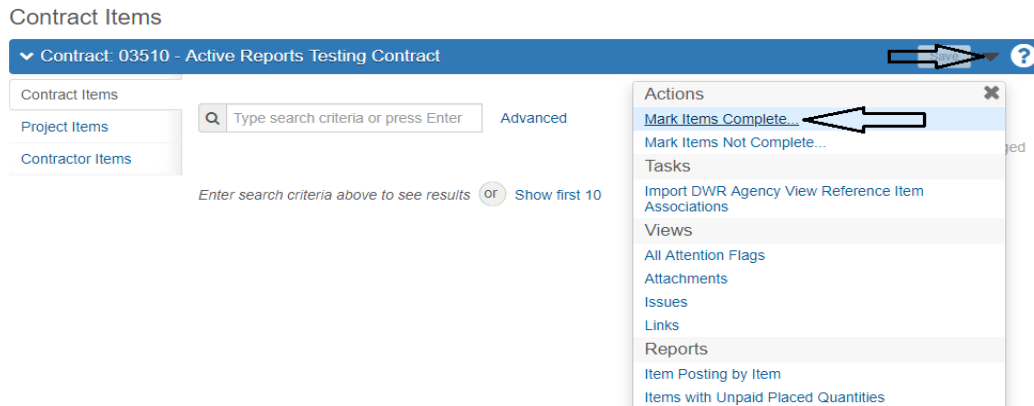 Contract Items
Contract: 03510 - Active Reports Testing Contract
Save
?
Contract Items
Project Items
Contractor Items
Type search criteria or press Enter
Advanced
Enter search criteria above to see results or Show first 10
Actions
Mark Items Complete...
Mark Items Not Complete...
Tasks
Import DWR Agency View Reference Item
Associations
Views
All Attention Flags
Attachments
Issues
Links
Reports
Item Posting by Item
Items with Unpaid Placed Quantities